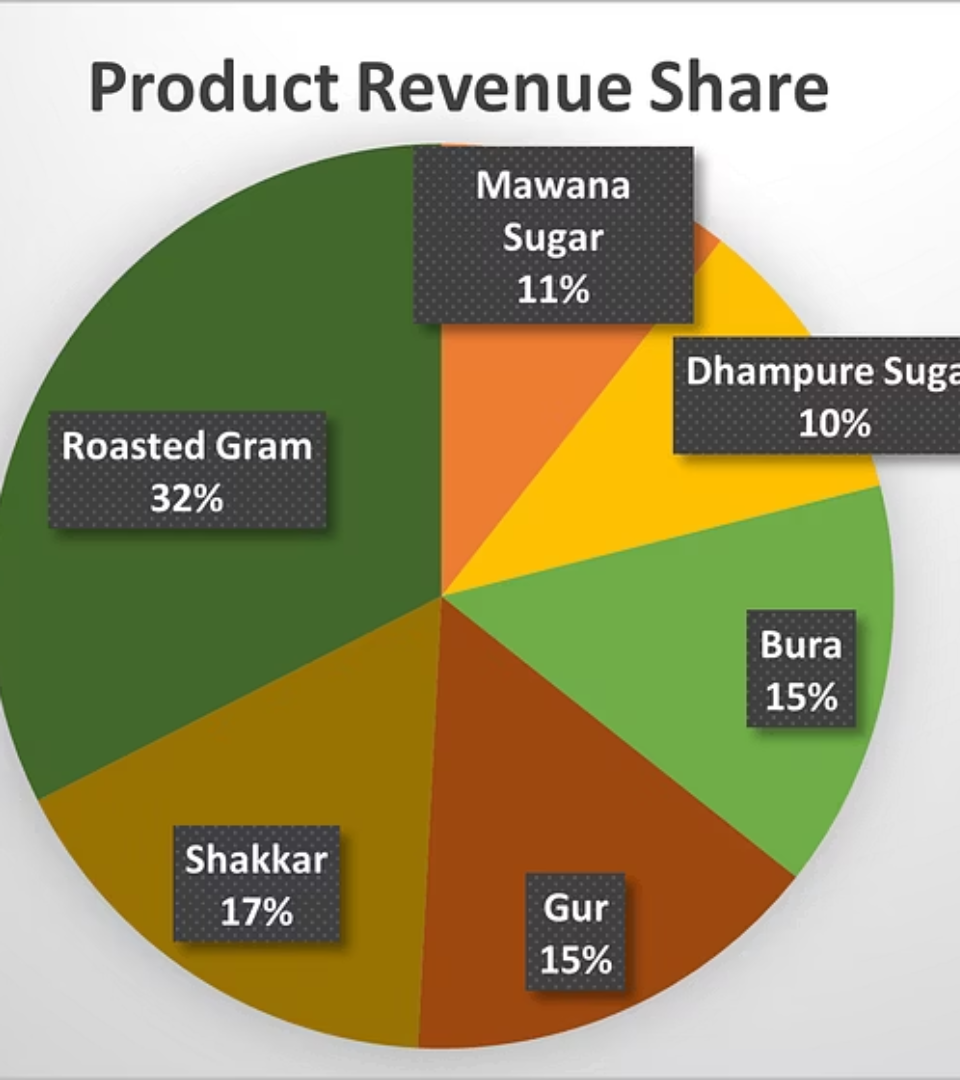 Product Revenue Share
Mawana
Sugar
11%
Dhampure Suga
10%
Roasted Gram
32%
Bura
15%
Shakkar
17%
Gur
15%